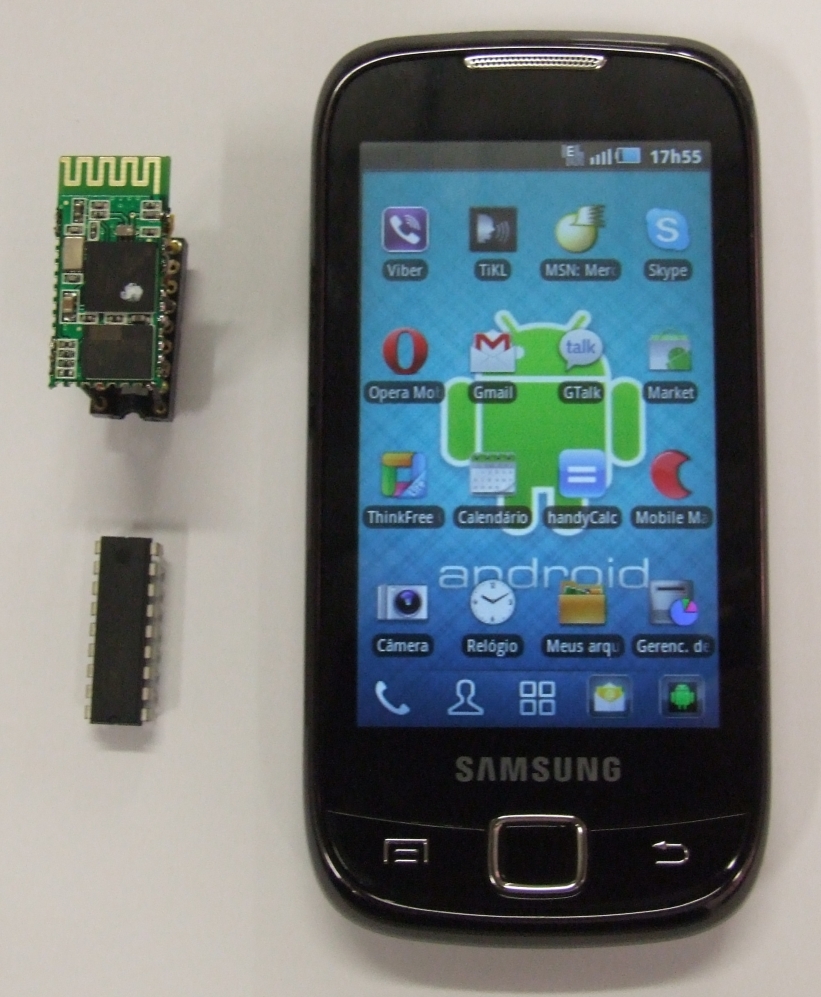 E 17h55
Viber TiKL MSN: Mer Skype
talk
Opera Mo Gmail GTalk Market
ThinkFree Calendário handyCalc Mobile Ma
android
Câmera Relógio Meus arqu Gerenc. de
SAMSUNG